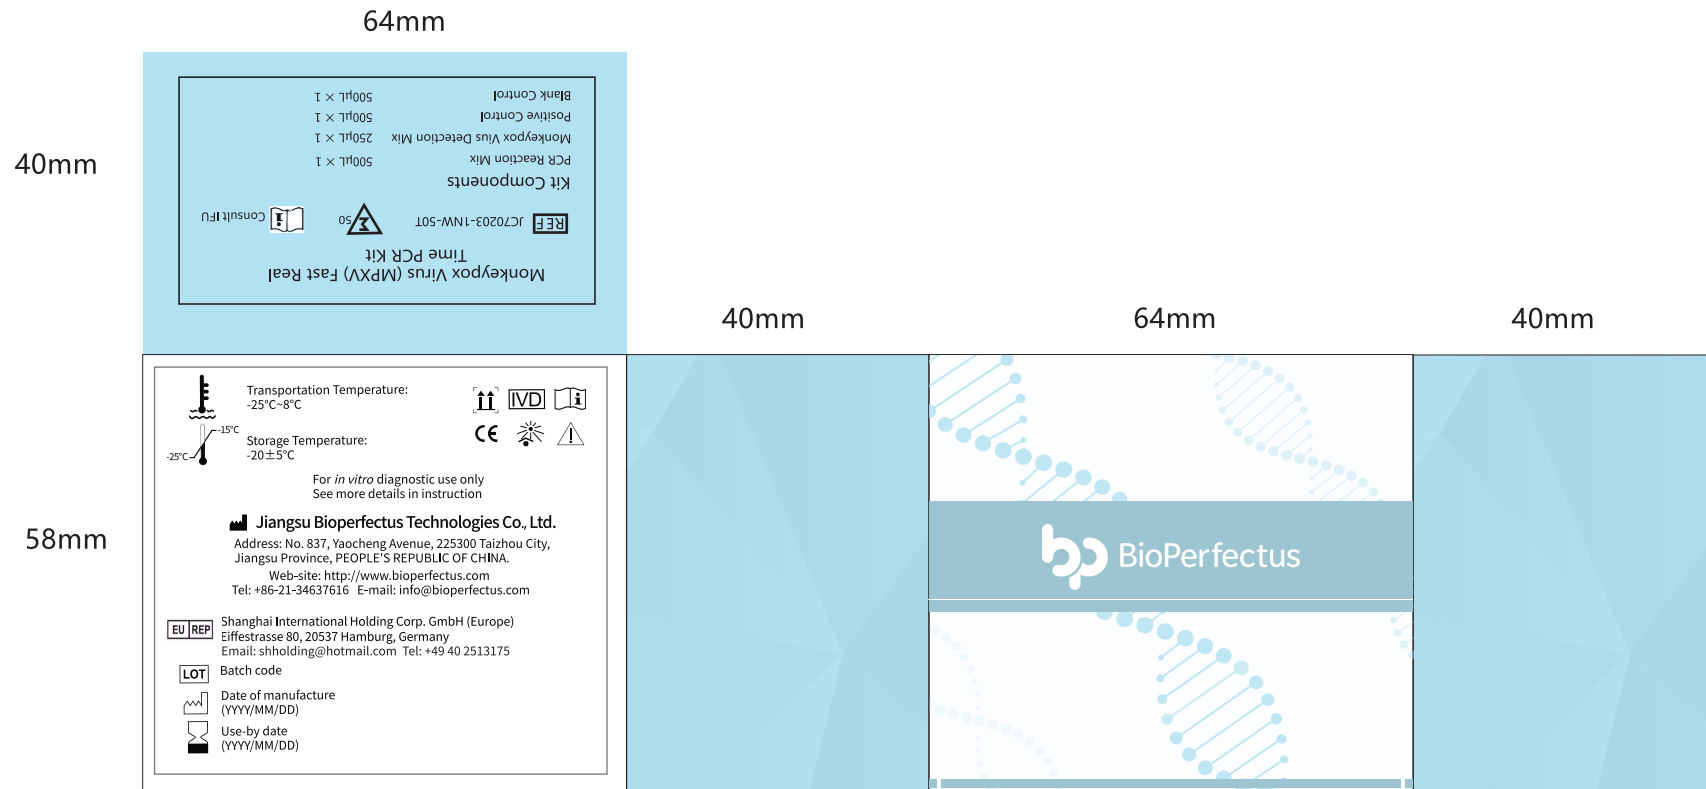 64mm
40mm
Monkeypox Virus (MPXV) Fast Real
Time PCR Kit
REF JC70203-1NW-50T 50 Consult IFU
Kit Components
PCR Reaction Mix 500μL × 1
Monkeypox Vius Detection Mix 250μL × 1
Positive Control 500μL × 1
Blank Control 500μL × 1
40mm 64mm 40mm
58mm
Transportation Temperature:
-25°C~8°C
IVD
-15°C
-25°C
Storage Temperature:
-20±5°C
CE
For in vitro diagnostic use only
See more details in instruction
Jiangsu Bioperfectus Technologies Co., Ltd.
Address: No. 837, Yaocheng Avenue, 225300 Taizhou City,
Jiangsu Province, PEOPLE'S REPUBLIC OF CHINA.
Web-site: http://www.bioperfectus.com
Tel: +86-21-34637616 E-mail: info@bioperfectus.com
EU REP
Shanghai International Holding Corp. GmbH (Europe)
Eiffestrasse 80, 20537 Hamburg, Germany
Email: shholding@hotmail.com Tel: +49 40 2513175
LOT Batch code
Date of manufacture
(YYYY/MM/DD)
Use-by date
(YYYY/MM/DD)
bp BioPerfectus